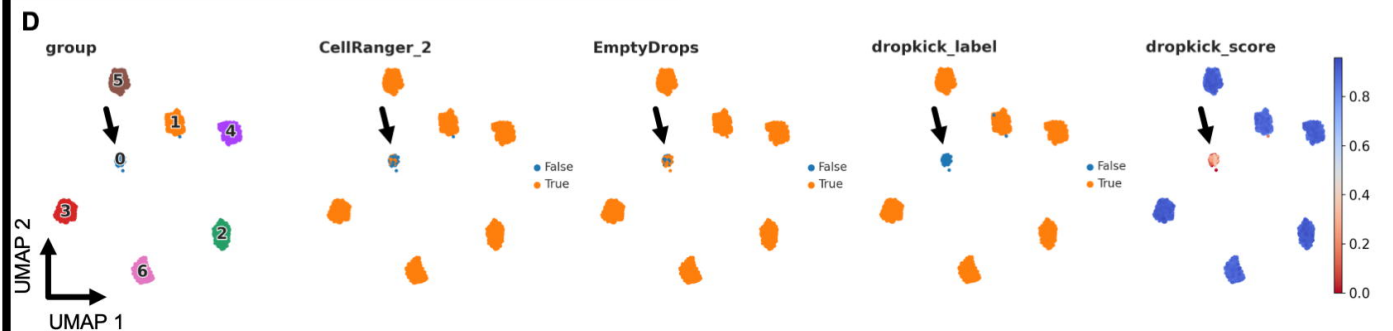 D
group
CellRanger_2
EmptyDrops
dropkick_label
dropkick_score
5
1
4
0
3
2
6
False
True
False
True
False
True
0.8
0.6
0.4
0.2
0.0
UMAP 2
UMAP 1